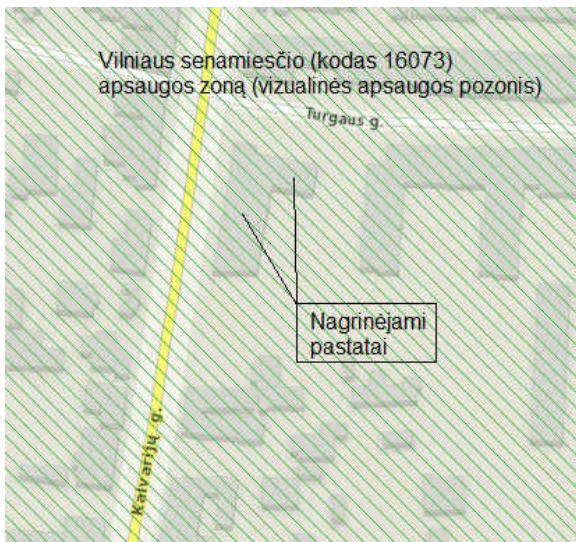 Vilniaus senamiesčio (kodas 16073)
apsaugos zoną (vizualinės apsaugos pozonis)
Turgaus g.
Nagrinėjami
pastatai
Kalvarijų g.